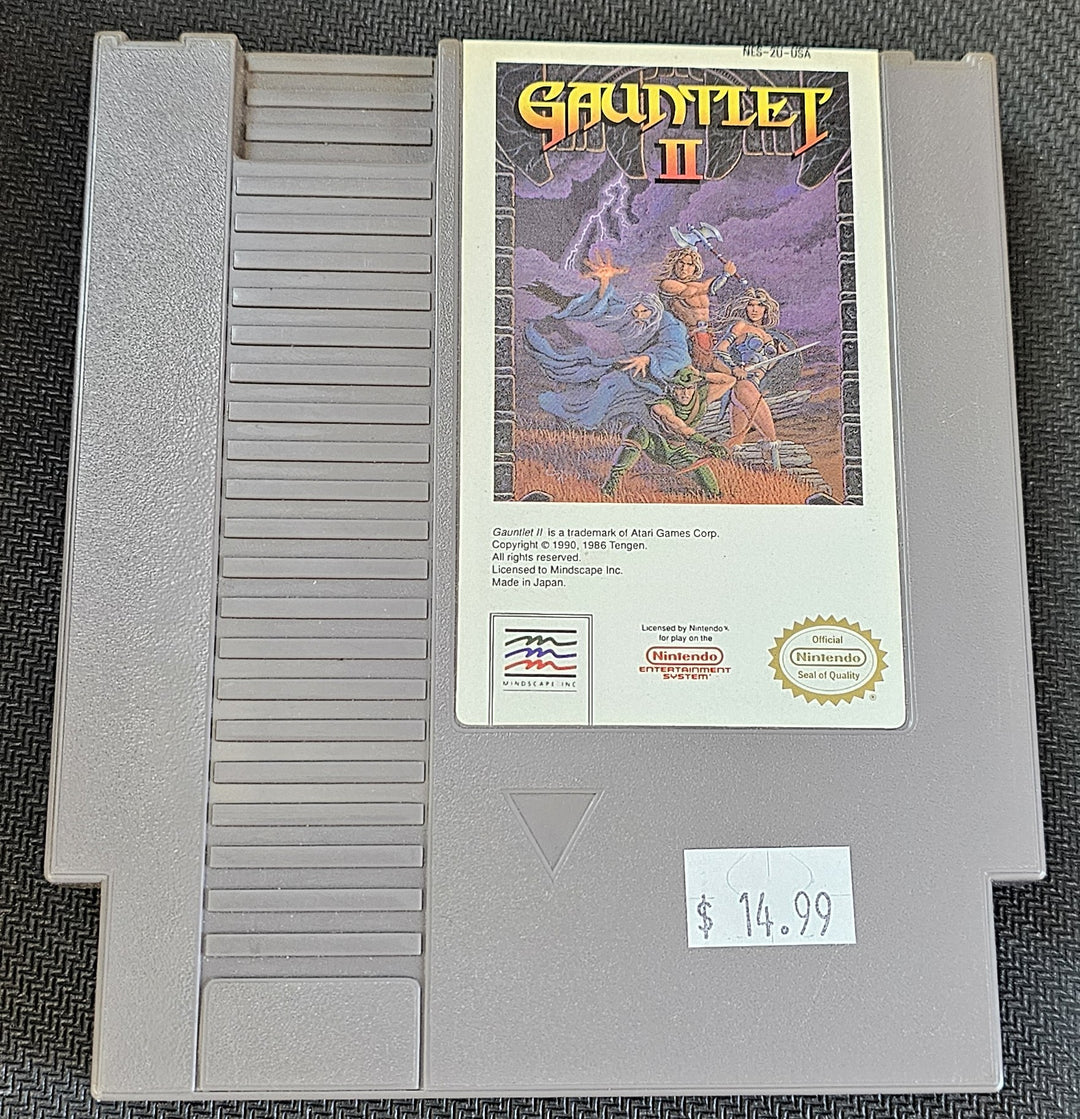 NES-2U-USA
GAUNTLET
II
Gauntlet II is a trademark of Atari Games Corp.
Copyright © 1990, 1986 Tengen.
All rights reserved.
Licensed to Mindscape Inc.
Made in Japan.
MINDSCAPE INC
Licensed by Nintendo®
for play on the
Nintendo
ENTERTAINMENT
SYSTEM®
Official
Nintendo
Seal of Quality
®
$ 14.99